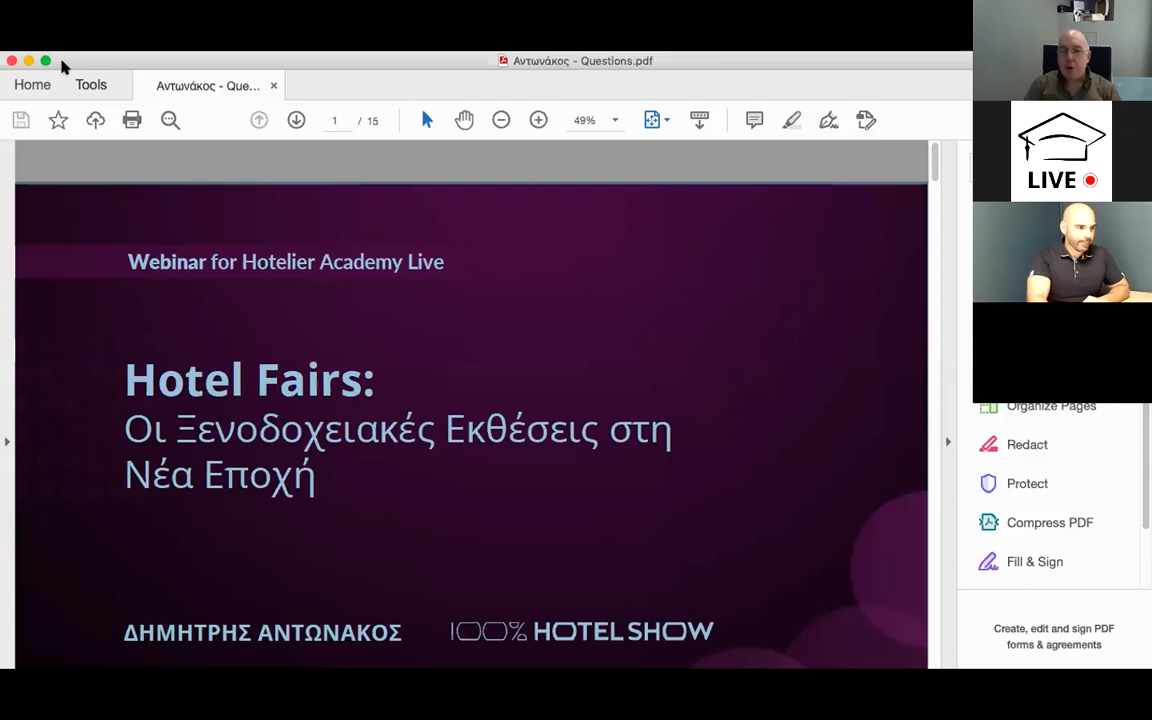 Αντωνάκος - Questions.pdf
Home
Tools
Αντωνάκος - Que...
1 / 15
49%
LIVE
Webinar for Hotelier Academy Live
Hotel Fairs:
Οι Ξενοδοχειακές Εκθέσεις στη
Νέα Εποχή
ΔΗΜΗΤΡΗΣ ΑΝΤΩΝΑΚΟΣ
100% HOTEL SHOW
Organize Pages
Redact
Protect
Compress PDF
Fill & Sign
Create, edit and sign PDF
forms & agreements